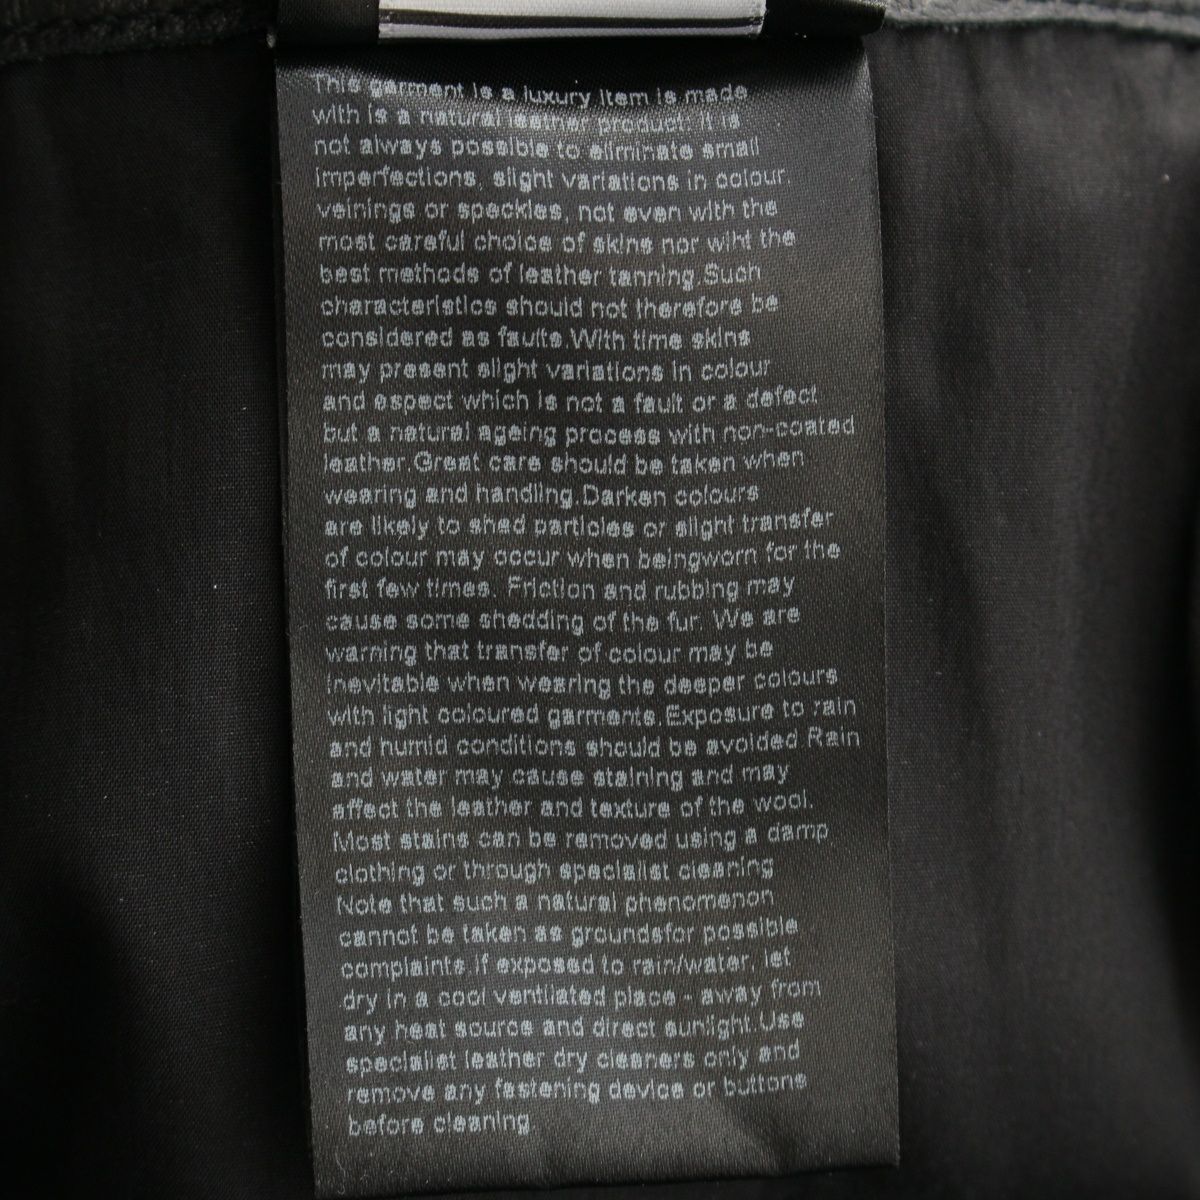 This garment is a luxury item is made
with is a natural leather product. It is
not always possible to eliminate small
imperfections, slight variations in colour,
veinings or speckles, not even with the
most careful choice of skins nor wiht the
best methods of leather tanning.Such
characteristics should not therefore be
considered as faults.With time skins
may present slight variations in colour
and espect which is not a fault or a defect
but a natural ageing process with non-coated
leather.Great care should be taken when
wearing and handling.Darken colours
are likely to shed particles or slight transfer
of colour may occur when beingworn for the
first few times. Friction and rubbing may
cause some shedding of the fur. We are
warning that transfer of colour may be
inevitable when wearing the deeper colours
with light coloured garments.Exposure to rain
and humid conditions should be avoided.Rain
and water may cause staining and may
affect the leather and texture of the wool.
Most stains can be removed using a damp
clothing or through specialist cleaning
Note that such a natural phenomenon
cannot be taken as groundsfor possible
complaints.If exposed to rain/water, let
dry in a cool ventilated place - away from
any heat source and direct sunlight.Use
specialist leather dry cleaners only and
remove any fastening device or buttons
before cleaning